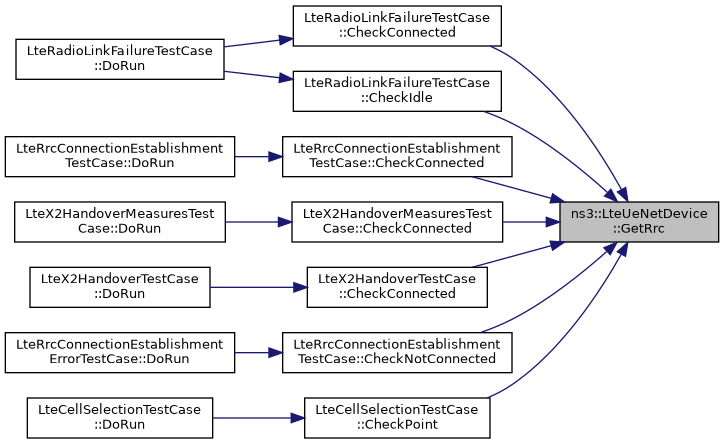 LteRadioLinkFailureTestCase
::CheckConnected
LteRadioLinkFailureTestCase
::DoRun
LteRadioLinkFailureTestCase
::CheckIdle
LteRrcConnectionEstablishment
TestCase::DoRun
LteRrcConnectionEstablishment
TestCase::CheckConnected
LteX2HandoverMeasuresTest
Case::DoRun
LteX2HandoverMeasuresTest
Case::CheckConnected
ns3::LteUeNetDevice
::GetRrc
LteX2HandoverTestCase
::DoRun
LteX2HandoverTestCase
::CheckConnected
LteRrcConnectionEstablishment
ErrorTestCase::DoRun
LteRrcConnectionEstablishment
TestCase::CheckNotConnected
LteCellSelectionTestCase
::DoRun
LteCellSelectionTestCase
::CheckPoint